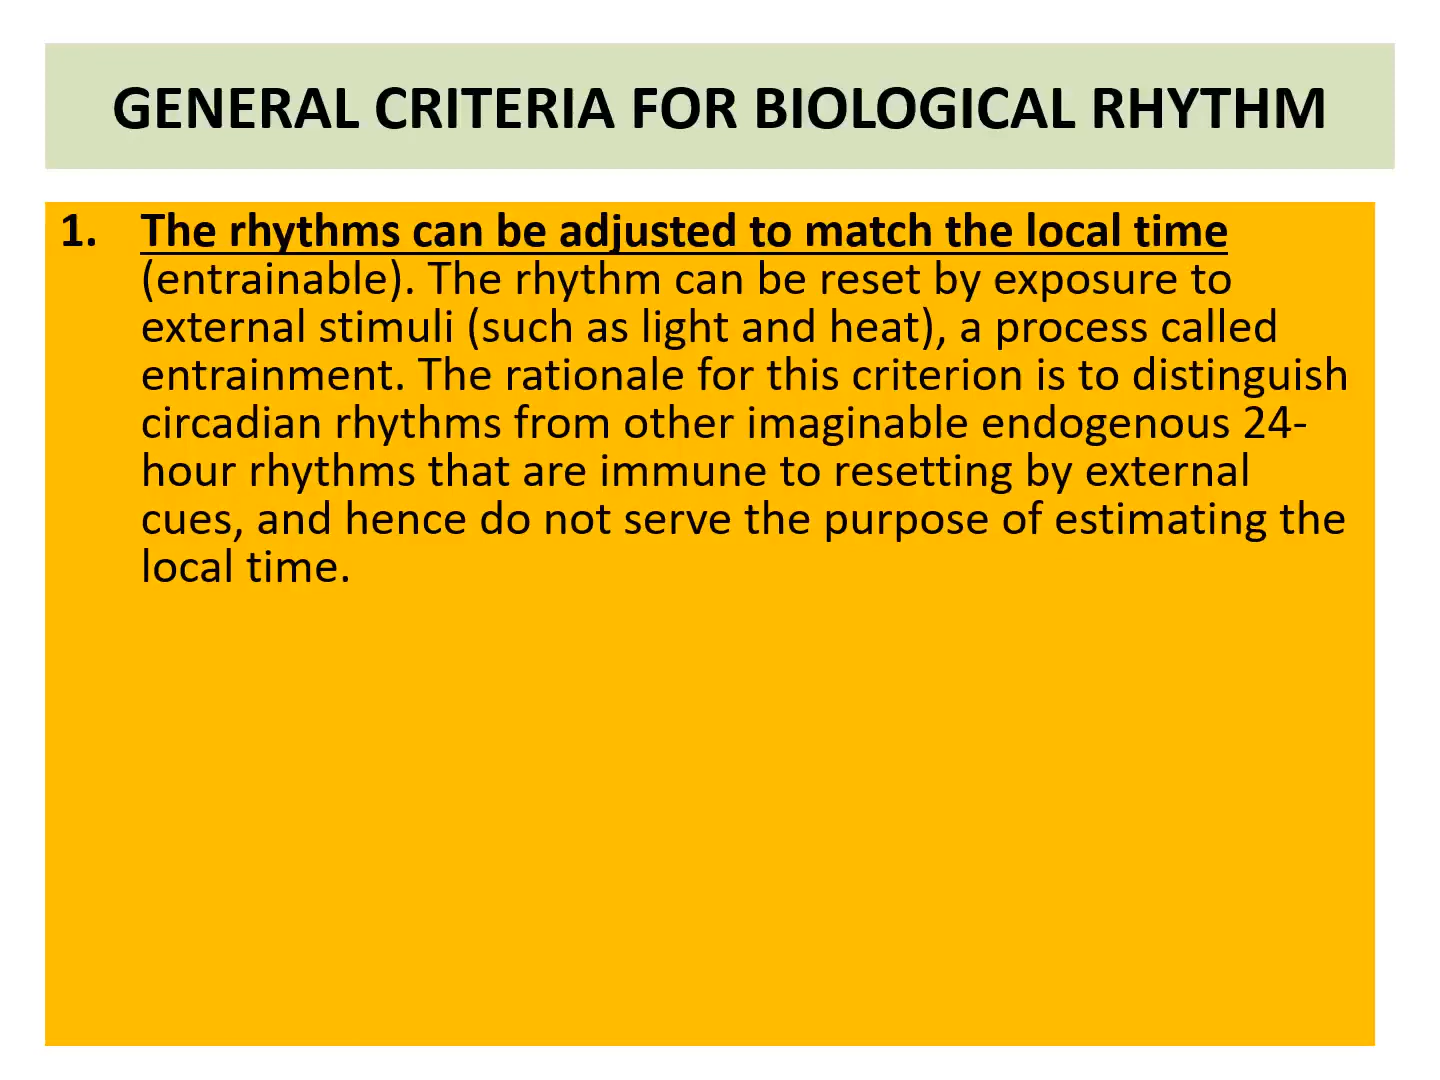 GENERAL CRITERIA FOR BIOLOGICAL RHYTHM
1. The rhythms can be adjusted to match the local time
(entrainable). The rhythm can be reset by exposure to
external stimuli (such as light and heat), a process called
entrainment. The rationale for this criterion is to distinguish
circadian rhythms from other imaginable endogenous 24-
hour rhythms that are immune to resetting by external
cues, and hence do not serve the purpose of estimating the
local time.